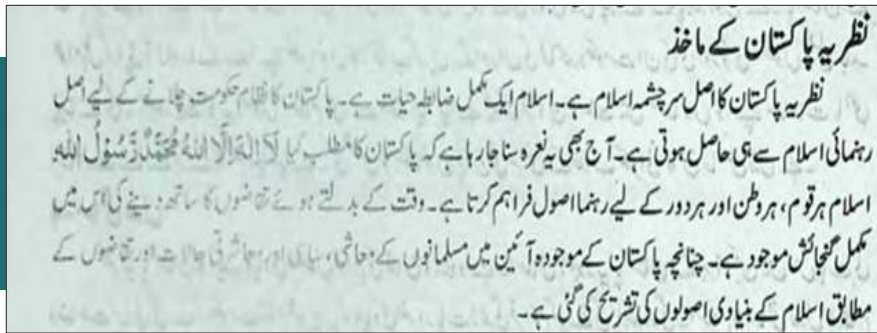 نظریہ پاکستان کے ماخذ
نظریہ پاکستان کا اصل سرچشمہ اسلام ہے۔ اسلام ایک مکمل ضابطہ حیات ہے۔ پاکستان کا نظام حکومت چلانے کے لیے اصل
رہنمائی اسلام سے ہی حاصل ہوتی ہے۔ آج بھی یہ نعرہ سنا جا رہا ہے کہ پاکستان کا مطلب کیا لَا اِلٰهَ اِلَّا اللهُ مُحَمَّدٌ رَّسُوْلُ اللهِ
اسلام ہر قوم، ہر وطن اور ہر دور کے لیے رہنما اصول فراہم کرتا ہے۔ وقت کے بدلتے ہوئے تقاضوں کا ساتھ دینے کی اس میں
مکمل گنجائش موجود ہے۔ چنانچہ پاکستان کے موجودہ آئین میں مسلمانوں کے معاشی، سیاسی اور معاشرتی حالات اور تقاضوں کے
مطابق اسلام کے بنیادی اصولوں کی تشریح کی گئی ہے۔